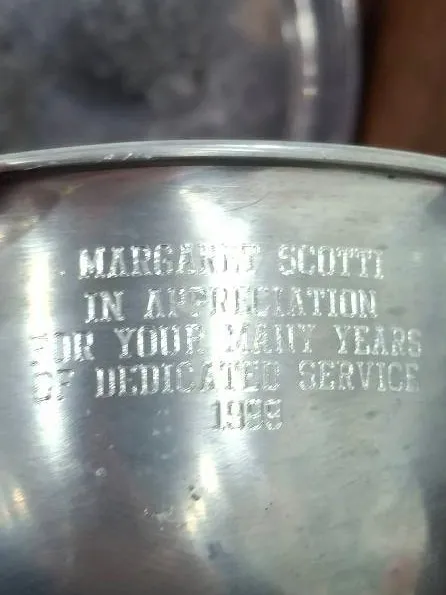 MARGARET SCOTTI
IN APPRECIATION
FOR YOUR MANY YEARS
OF DEDICATED SERVICE
1999